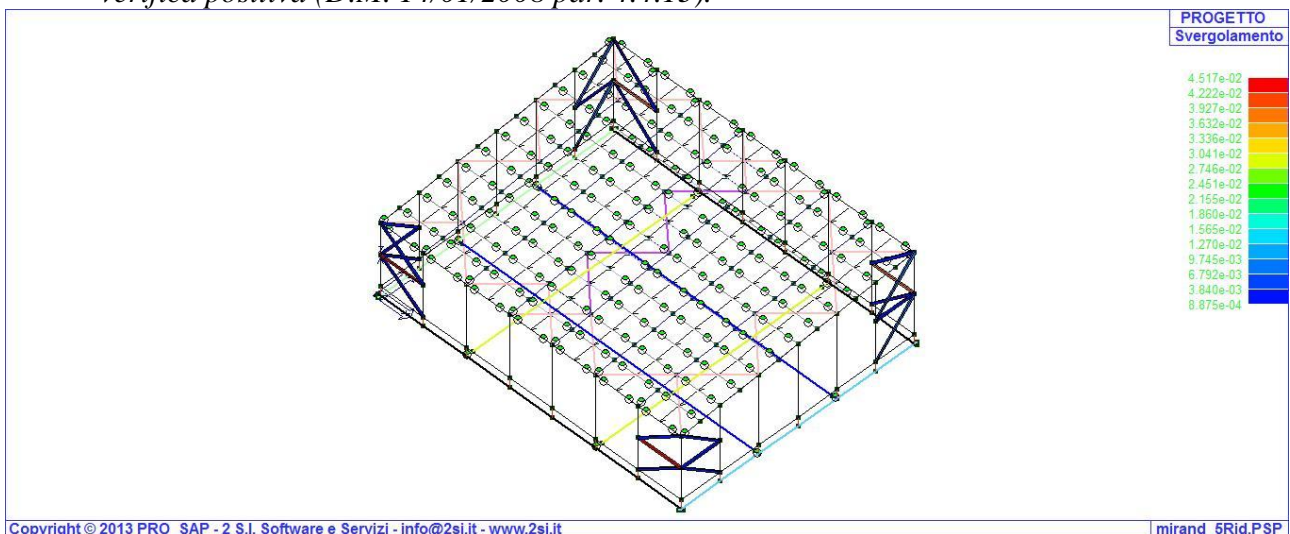 verifica positiva (D.M. 14/01/2008 par. 4.4.15).
PROGETTO
Svergolamento
4.517e-02
4.222e-02
3.927e-02
3.632e-02
3.336e-02
3.041e-02
2.746e-02
2.451e-02
2.155e-02
1.860e-02
1.565e-02
1.270e-02
9.745e-03
6.792e-03
3.840e-03
8.875e-04
Copyright © 2013 PRO_SAP - 2 S.I. Software e Servizi - info@2si.it - www.2si.it
mirand_5Rid.PSP